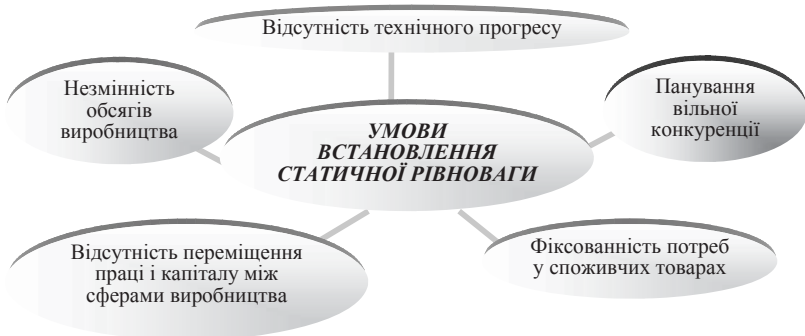 Відсутність технічного прогресу
Незмінність
обсягів
виробництва
Панування
вільної
конкуренції
УМОВИ
ВСТАНОВЛЕННЯ
СТАТИЧНОЇ РІВНОВАГИ
Відсутність переміщення
праці і капіталу між
сферами виробництва
Фіксованність потреб
у споживчих товарах